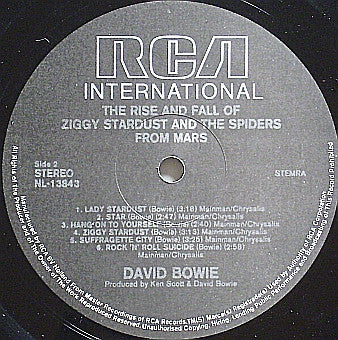 RCA
INTERNATIONAL
THE RISE AND FALL OF
ZIGGY STARDUST AND THE SPIDERS
FROM MARS
Side 2
STEREO
NL-13843
STEMRA
1. LADY STARDUST (Bowie) (3:18) Mainman/Chrysalis
2. STAR (Bowie) (2:47) Mainman/Chrysalis
3. HANG ON TO YOURSELF (Bowie) (2:40) Mainman/Chrysalis
4. ZIGGY STARDUST (Bowie) (3:13) Mainman/Chrysalis
5. SUFFRAGETTE CITY (Bowie) (3:25) Mainman/Chrysalis
6. ROCK 'N' ROLL SUICIDE (Bowie) (2:58)
Mainman/Chrysalis
DAVID BOWIE
Produced by Ken Scott & David Bowie